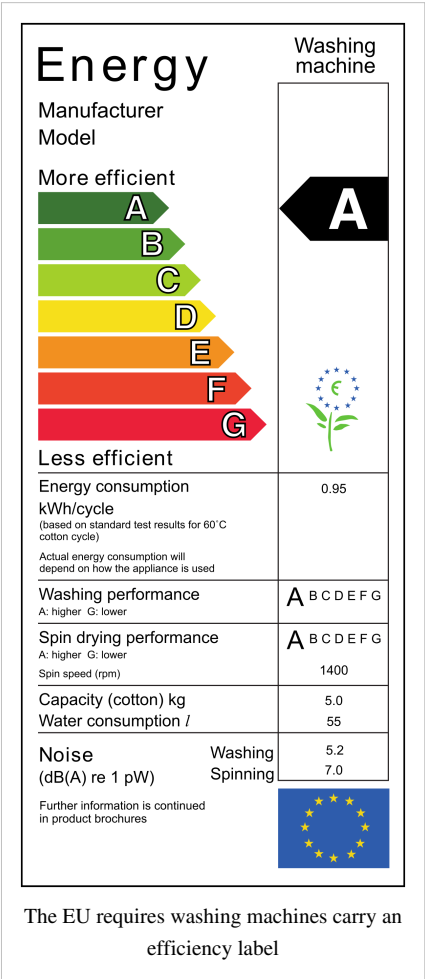 Energy
Washing
machine
Manufacturer
Model
More efficient
A
A
B
C
D
E
F
G
Less efficient
Energy consumption
0.95
kWh/cycle
(based on standard test results for 60˚C
cotton cycle)
Actual energy consumption will
depend on how the appliance is used
Washing performance
A B C D E F G
A: higher G: lower
Spin drying performance
A B C D E F G
A: higher G: lower
Spin speed (rpm)
1400
Capacity (cotton) kg
5.0
Water consumption l
55
Noise
Washing
5.2
(dB(A) re 1 pW)
Spinning
7.0
Further information is continued
in product brochures
The EU requires washing machines carry an
efficiency label